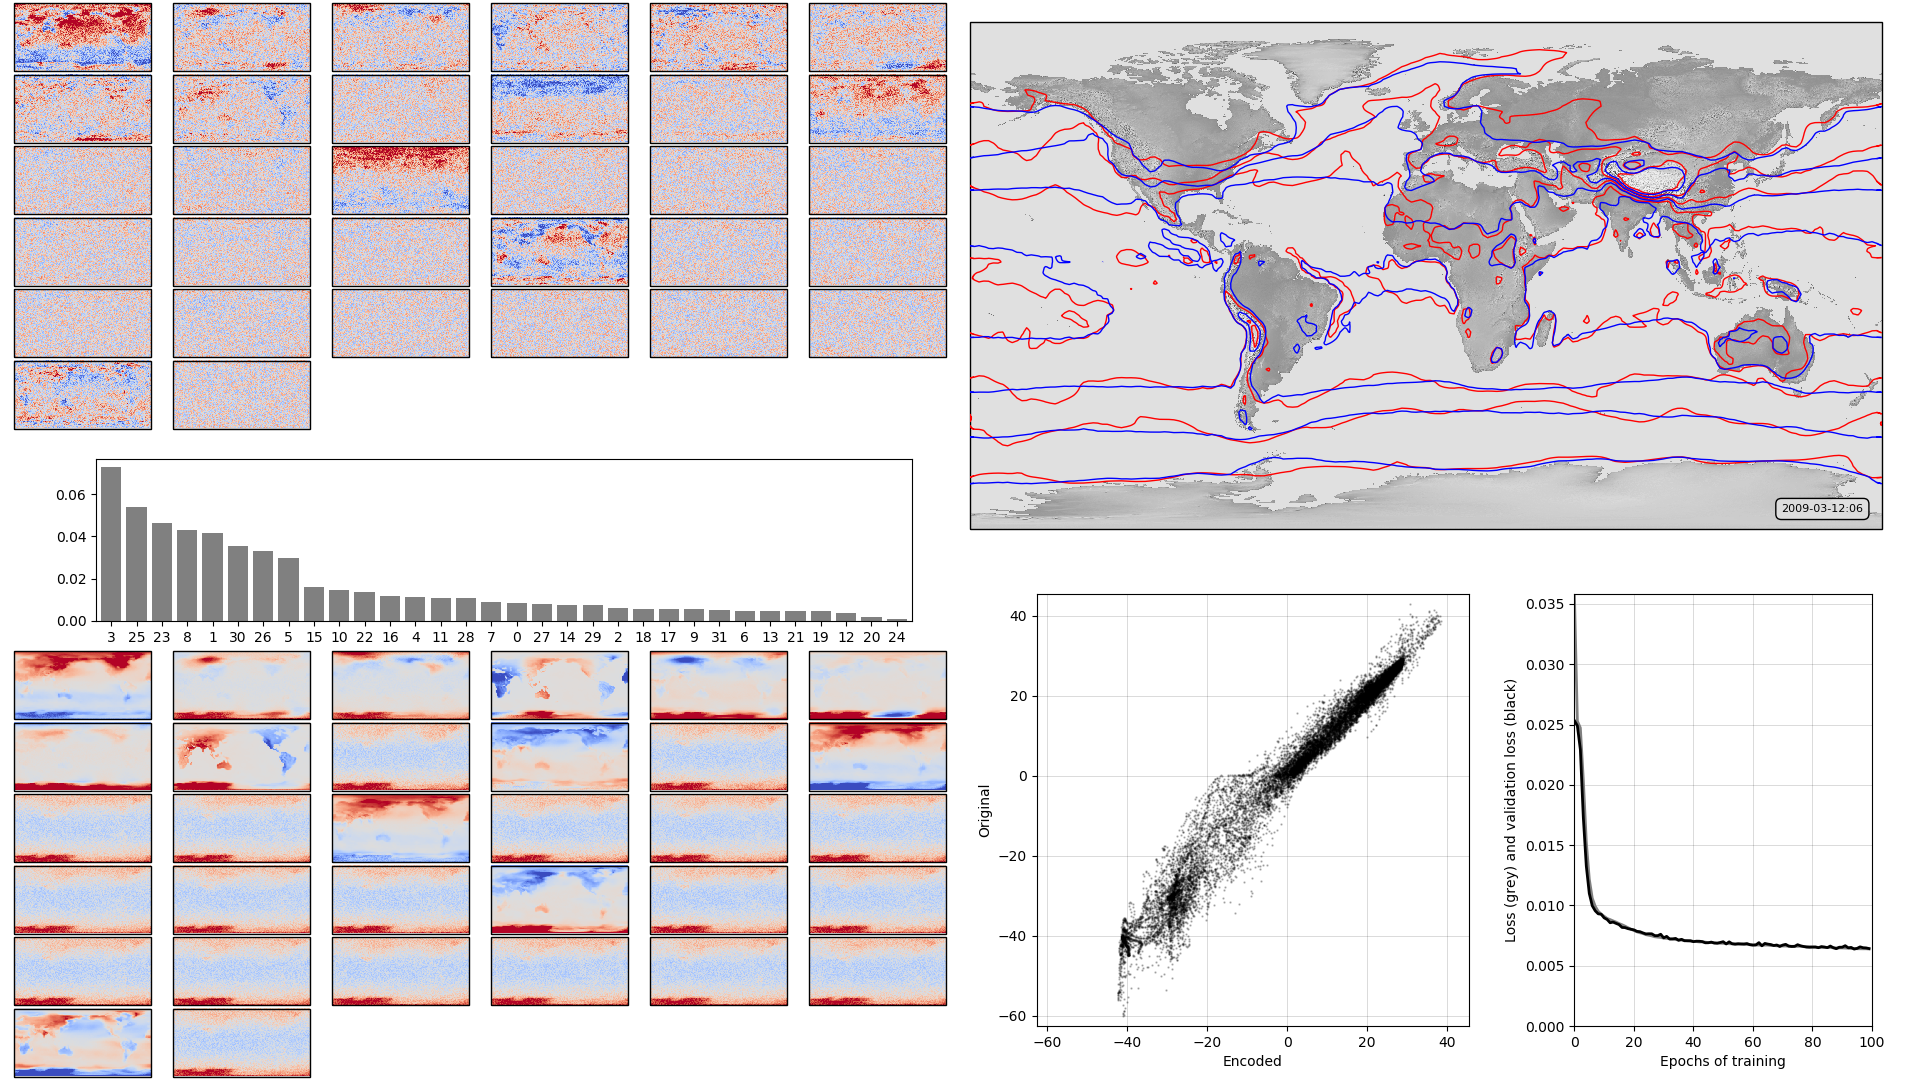 0.06
0.04
0.02
0.00
3 25 23 8 1 30 26 5 15 10 22 16 4 11 28 7 0 27 14 29 2 18 17 9 31 6 13 21 19 12 20 24
2009-03-12:06
Original
40
20
0
−20
−40
−60
−60 −40 −20 0 20 40
Encoded
Loss (grey) and validation loss (black)
0.035
0.030
0.025
0.020
0.015
0.010
0.005
0.000
0 20 40 60 80 100
Epochs of training